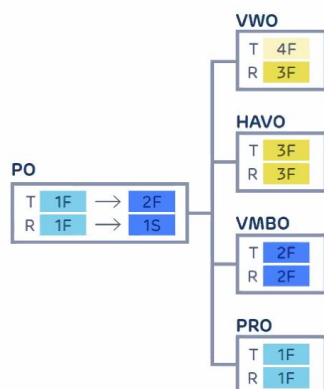 VWO
T 4F
R 3F
HAVO
T 3F
R 3F
PO
T 1F → 2F
R 1F → 1S
VMBO
T 2F
R 2F
PRO
T 1F
R 1F